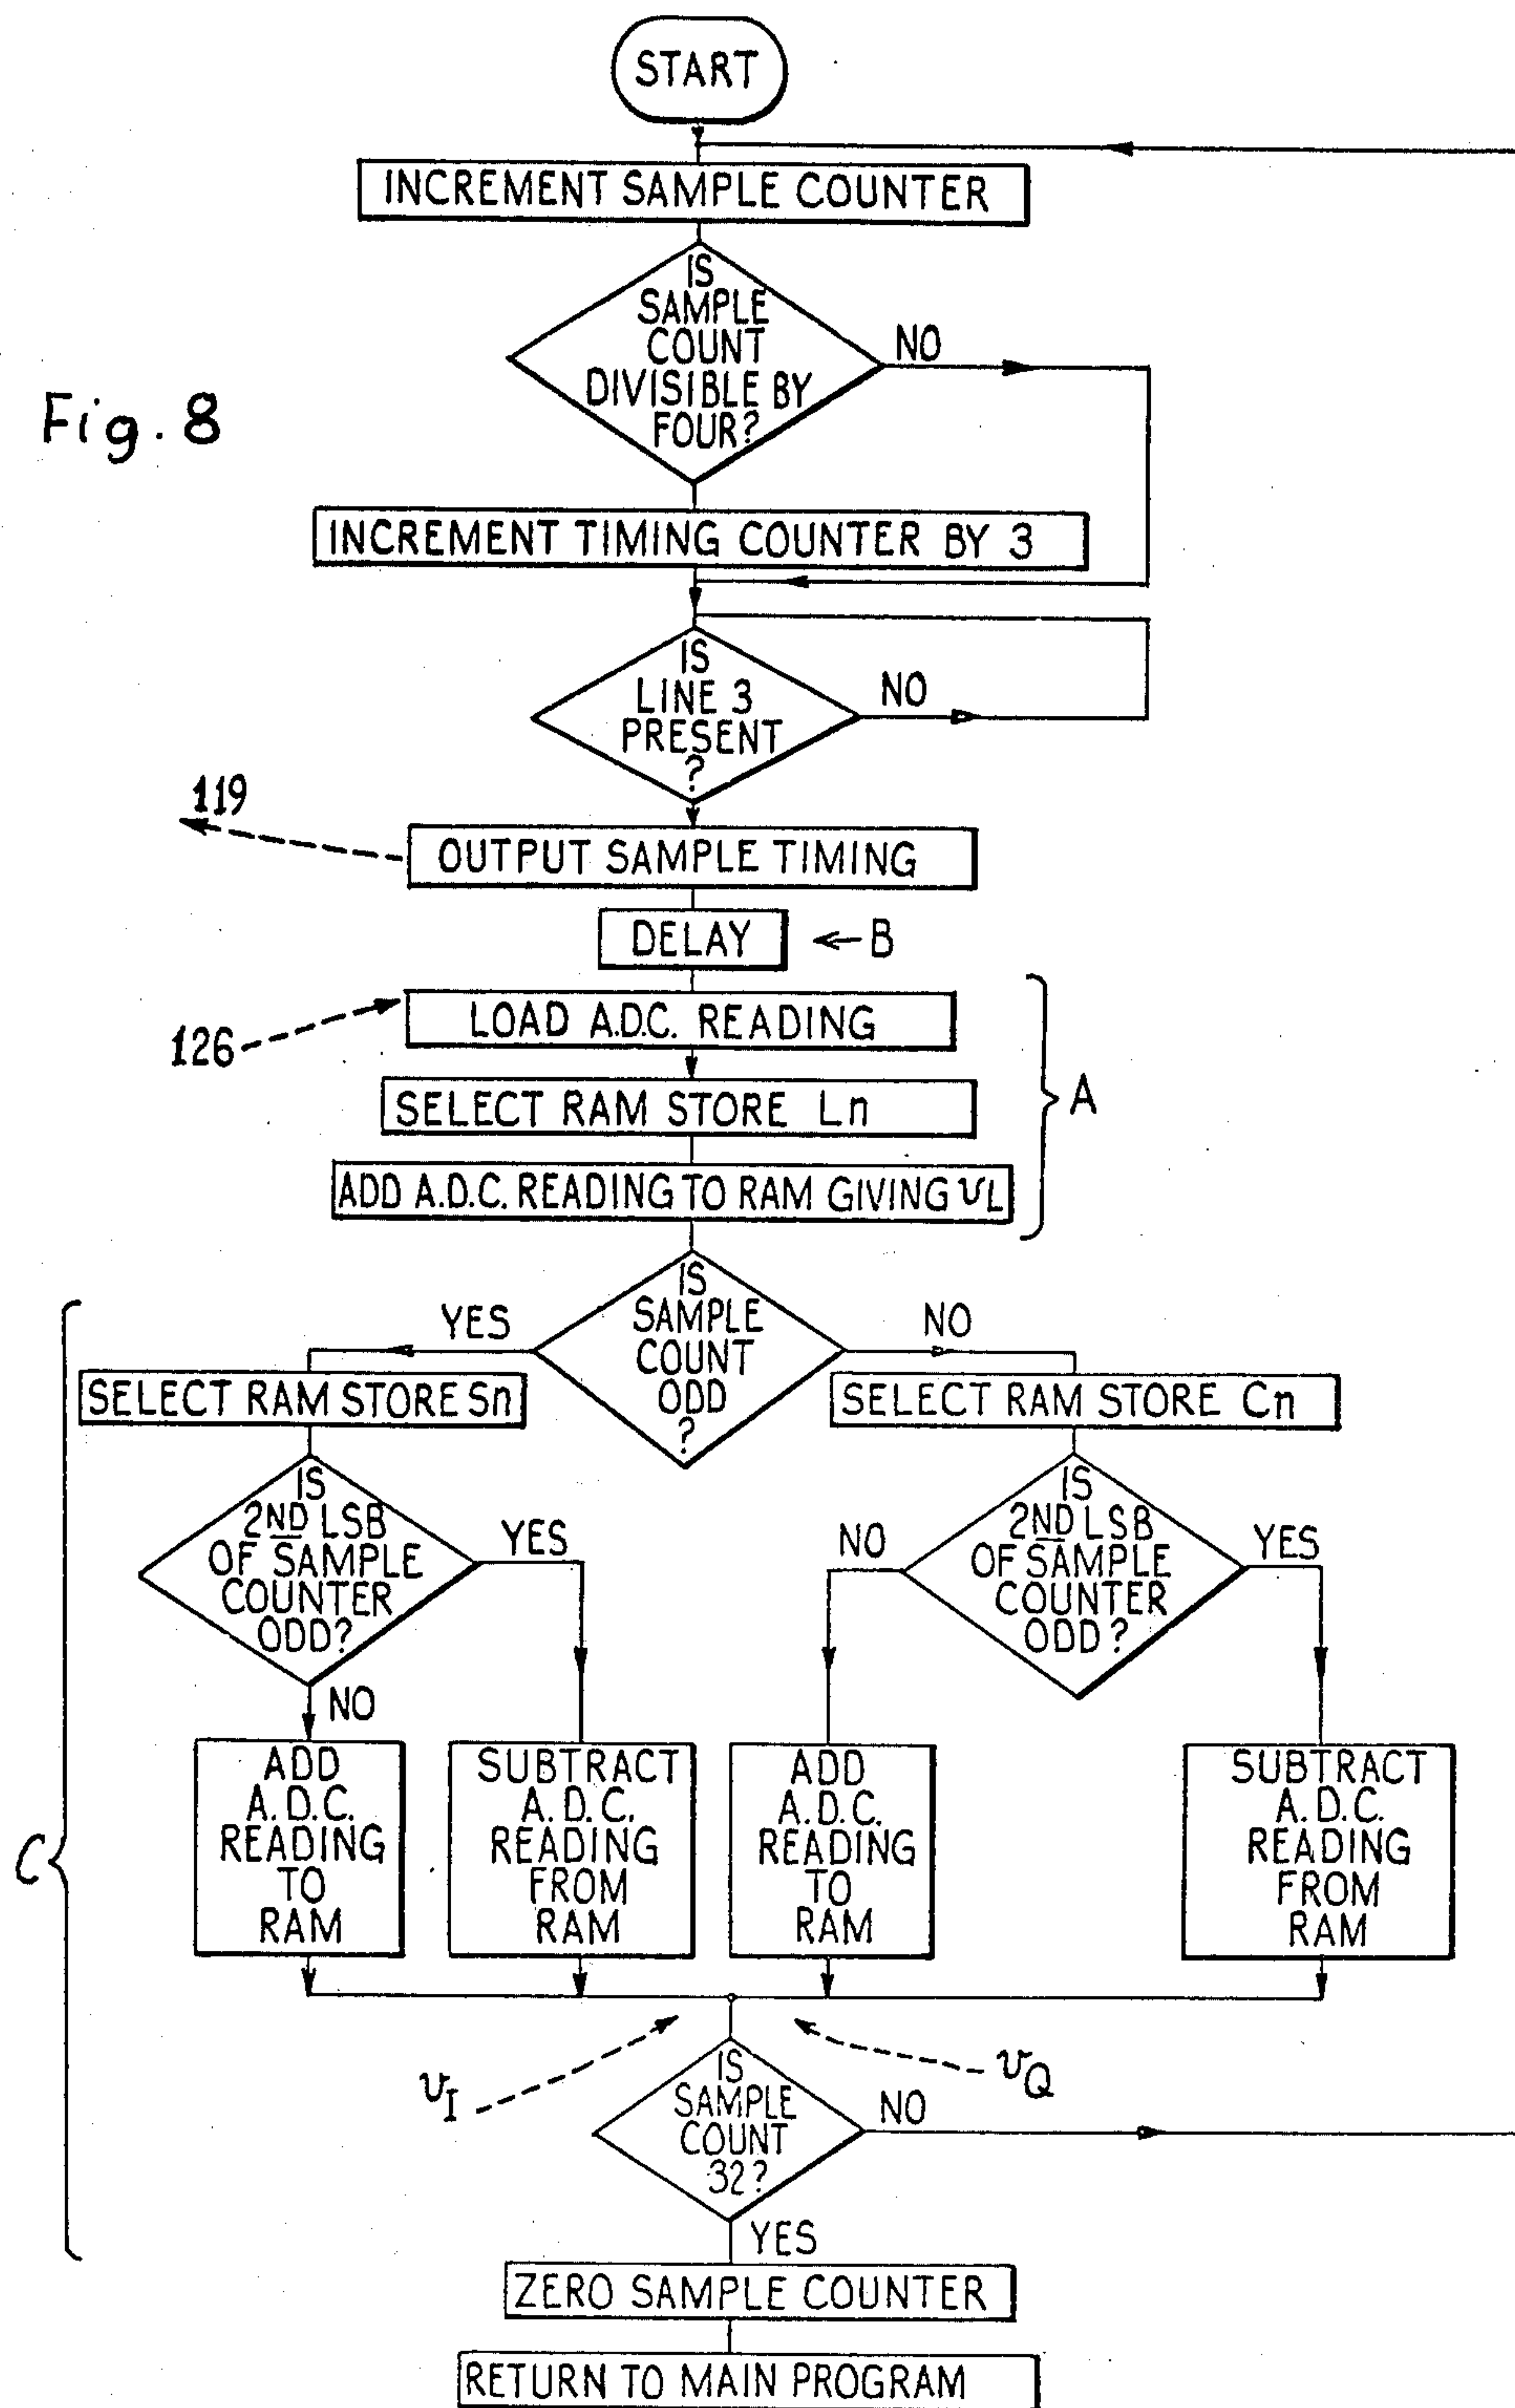 START
INCREMENT SAMPLE COUNTER
IS
SAMPLE
COUNT
DIVISIBLE BY
FOUR?
NO
Fig. 8
INCREMENT TIMING COUNTER BY 3
IS
LINE 3
PRESENT
?
NO
119
OUTPUT SAMPLE TIMING
DELAY
B
126
LOAD A.D.C. READING
SELECT RAM STORE Ln
ADD A.D.C. READING TO RAM GIVING VL
A
IS
SAMPLE
COUNT
ODD
?
YES
NO
SELECT RAM STORE Sn
SELECT RAM STORE Cn
IS
2ND LSB
OF SAMPLE
COUNTER
ODD?
YES
NO
IS
2ND LSB
OF SAMPLE
COUNTER
ODD?
NO
YES
C
ADD
A.D.C.
READING
TO
RAM
SUBTRACT
A.D.C.
READING
FROM
RAM
ADD
A.D.C.
READING
TO
RAM
SUBTRACT
A.D.C.
READING
FROM
RAM
VI
VQ
IS
SAMPLE
COUNT
32?
NO
YES
ZERO SAMPLE COUNTER
RETURN TO MAIN PROGRAM